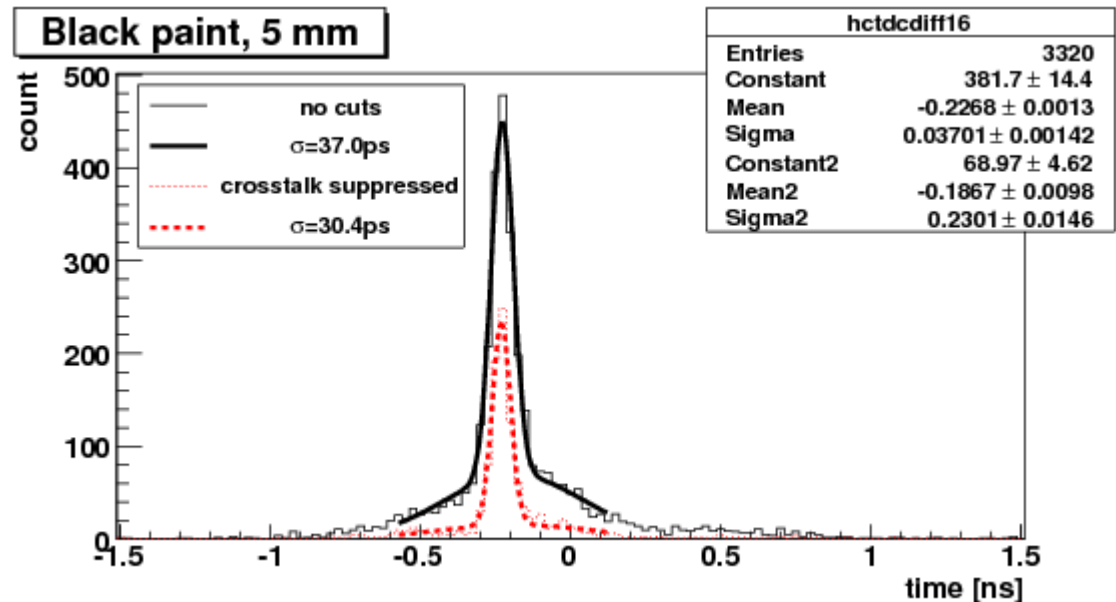 Black paint, 5 mm
hctdcdiff16
Entries 3320
Constant 381.7 ± 14.4
Mean -0.2268 ± 0.0013
Sigma 0.03701 ± 0.00142
Constant2 68.97 ± 4.62
Mean2 -0.1867 ± 0.0098
Sigma2 0.2301 ± 0.0146
no cuts
σ=37.0ps
crosstalk suppressed
σ=30.4ps
count
500
400
300
200
100
0
-1.5 -1 -0.5 0 0.5 1 1.5
time [ns]